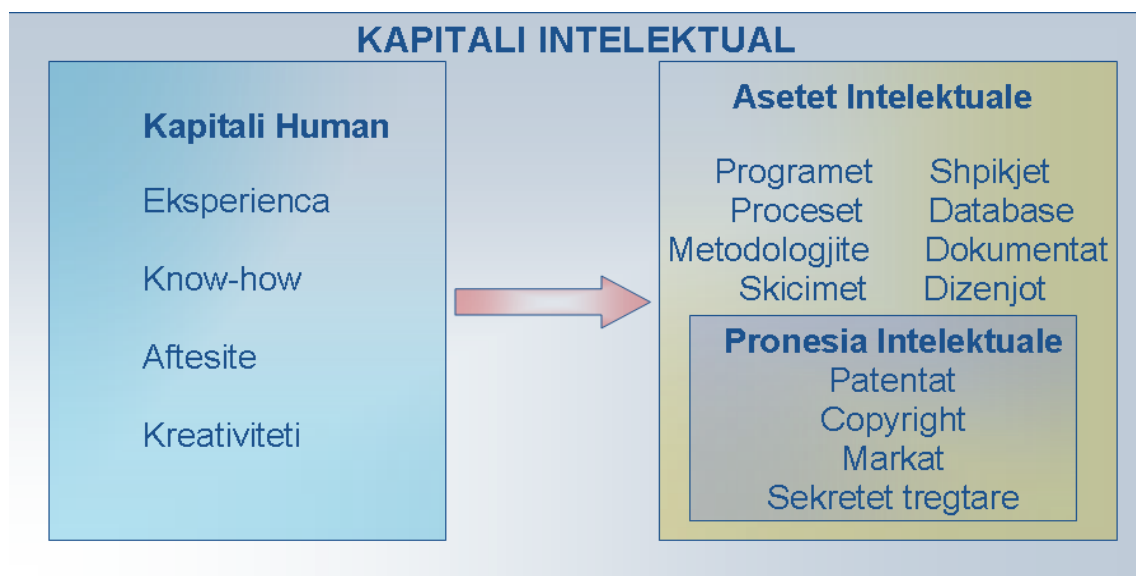 KAPITALI INTELEKTUAL
Kapitali Human
Eksperienca
Know-how
Aftesite
Kreativiteti
Asetet Intelektuale
Programet Shpikjet
Proceset Database
Metodologjite Dokumentat
Skicimet Dizenjot
Pronesia Intelektuale
Patentat
Copyright
Markat
Sekretet tregtare